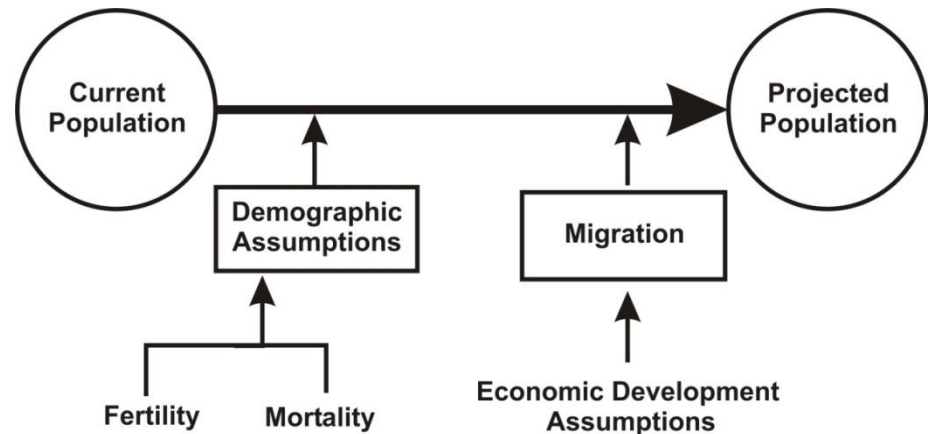 Current
Population
Projected
Population
Demographic
Assumptions
Migration
Fertility
Mortality
Economic Development
Assumptions